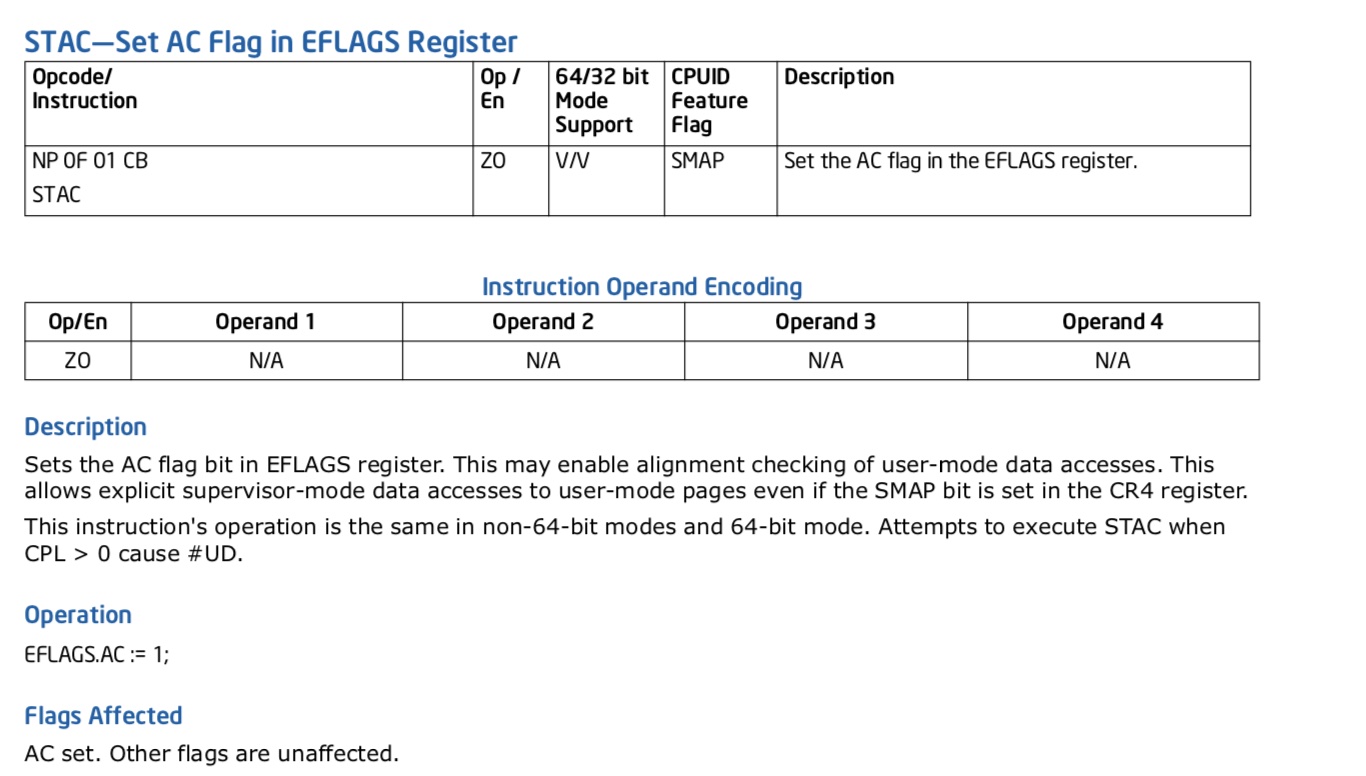 STAC—Set AC Flag in EFLAGS Register
Opcode/ Op / 64/32 bit CPUID Description
Instruction En Mode Feature
Support Flag
NP 0F 01 CB ZO V/V SMAP Set the AC flag in the EFLAGS register.
STAC
Instruction Operand Encoding
Op/En Operand 1 Operand 2 Operand 3 Operand 4
ZO N/A N/A N/A N/A
Description
Sets the AC flag bit in EFLAGS register. This may enable alignment checking of user-mode data accesses. This
allows explicit supervisor-mode data accesses to user-mode pages even if the SMAP bit is set in the CR4 register.
This instruction's operation is the same in non-64-bit modes and 64-bit mode. Attempts to execute STAC when
CPL > 0 cause #UD.
Operation
EFLAGS.AC := 1;
Flags Affected
AC set. Other flags are unaffected.